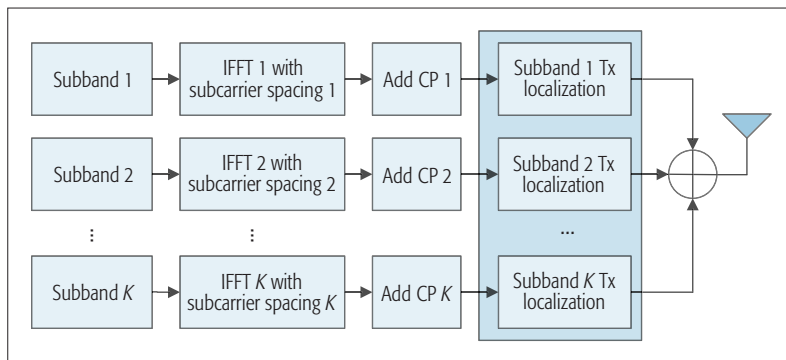 Subband 1
IFFT 1 with
subcarrier spacing 1
Add CP 1
Subband 1 Tx
localization
Subband 2
IFFT 2 with
subcarrier spacing 2
Add CP 2
Subband 2 Tx
localization
...
...
...
Subband K
IFFT K with
subcarrier spacing K
Add CP K
Subband K Tx
localization